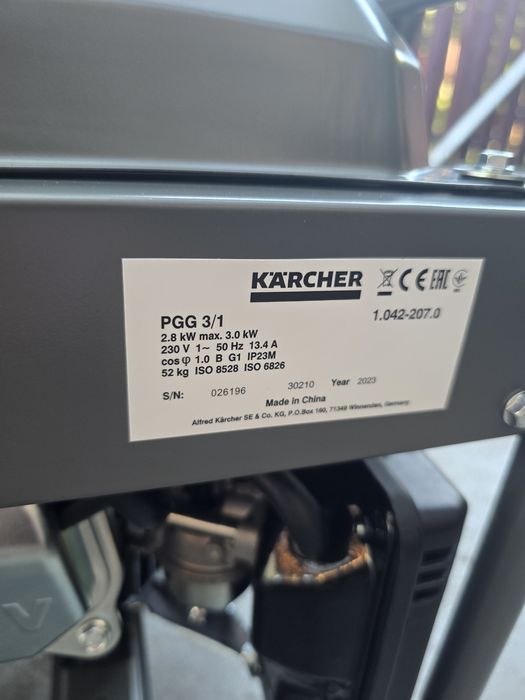 KÄRCHER
CE EAC
1.042-207.0
PGG 3/1
2.8 kW max. 3.0 kW
230 V 1~ 50 Hz 13.4 A
cos φ 1.0 B G1 IP23M
52 kg ISO 8528 ISO 6826
S/N: 026196 30210 Year 2023
Made in China
Alfred Kärcher SE & Co. KG, P.O.Box 160, 71349 Winnenden, Germany